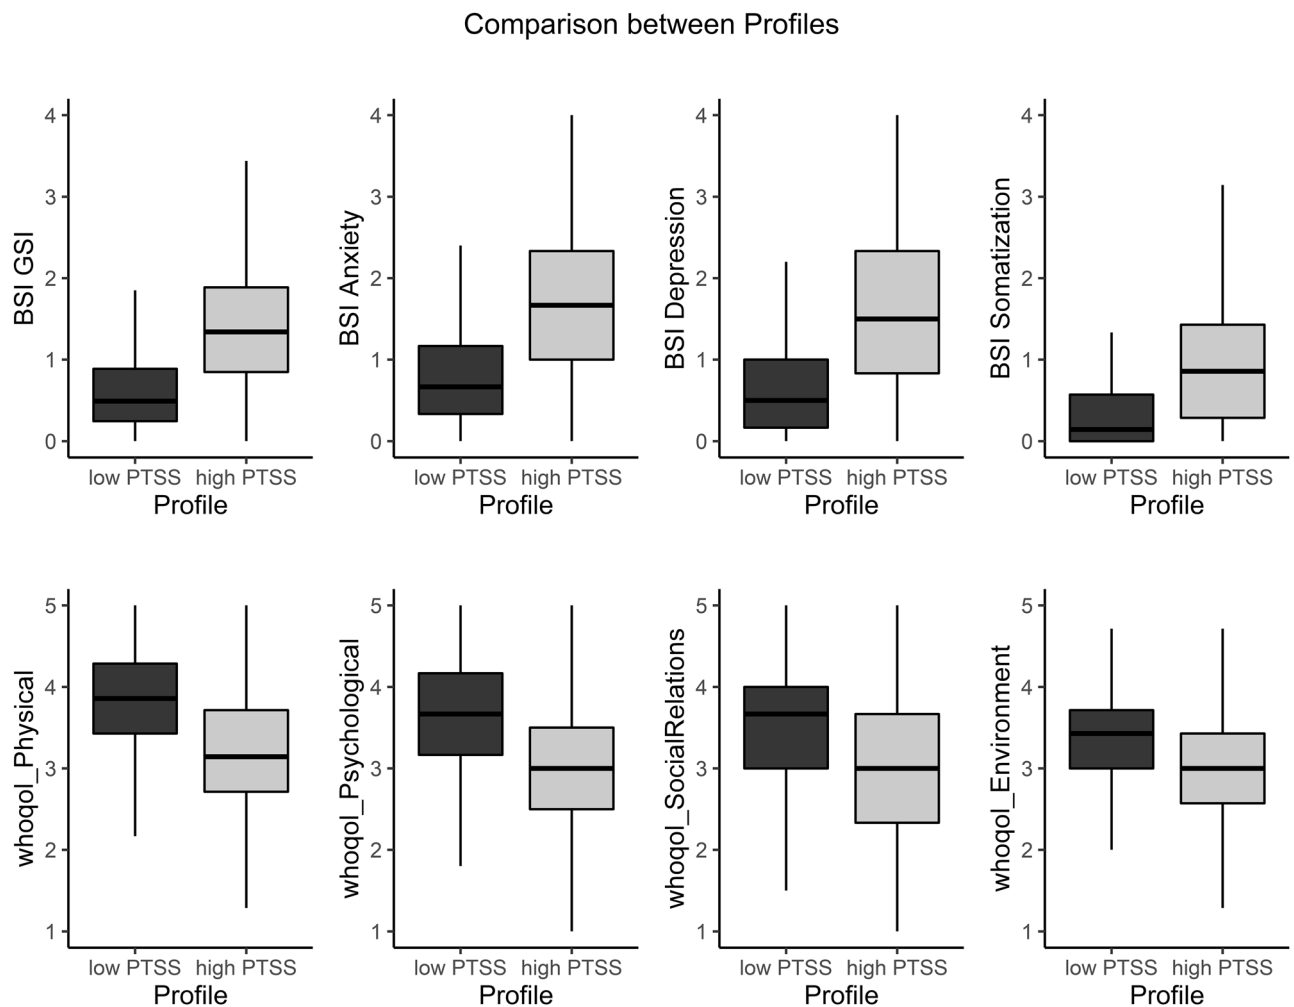 Comparison between Profiles
BSI GSI
4
3
2
1
0
low PTSS high PTSS
Profile
BSI Anxiety
4
3
2
1
0
low PTSS high PTSS
Profile
BSI Depression
4
3
2
1
0
low PTSS high PTSS
Profile
BSI Somatization
4
3
2
1
0
low PTSS high PTSS
Profile
whoqol_Physical
5
4
3
2
1
low PTSS high PTSS
Profile
whoqol_Psychological
5
4
3
2
1
low PTSS high PTSS
Profile
whoqol_SocialRelations
5
4
3
2
1
low PTSS high PTSS
Profile
whoqol_Environment
5
4
3
2
1
low PTSS high PTSS
Profile